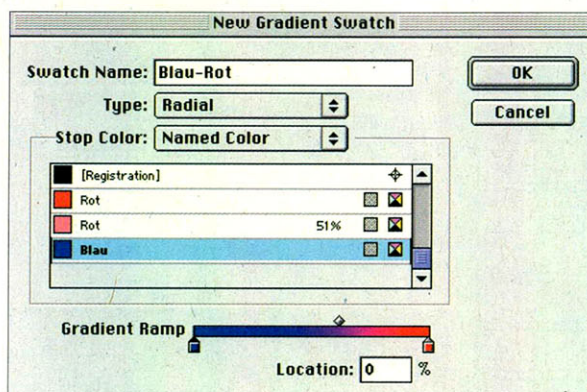 New Gradient Swatch
Swatch Name: Blau-Rot
OK
Type: Radial
Cancel
Stop Color: Named Color
[Registration]
Rot
Rot 51%
Blau
Gradient Ramp
Location: 0 %